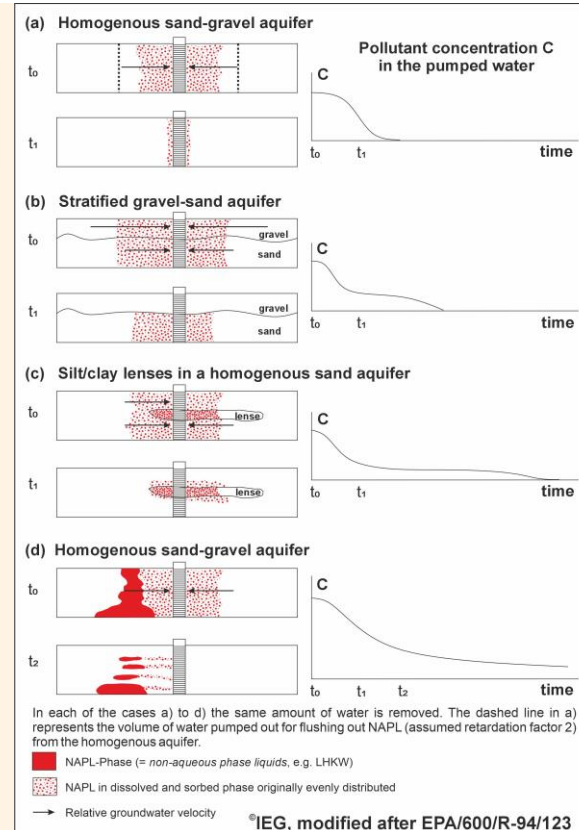 (a) Homogenous sand-gravel aquifer
Pollutant concentration C
in the pumped water
t₀
t₁
C
t₀ t₁ time
(b) Stratified gravel-sand aquifer
t₀
gravel
sand
t₁
gravel
sand
C
t₀ t₁ time
(c) Silt/clay lenses in a homogenous sand aquifer
t₀
lense
t₁
lense
C
t₀ t₁ time
(d) Homogenous sand-gravel aquifer
t₀
t₂
C
t₀ t₁ t₂ time
In each of the cases a) to d) the same amount of water is removed. The dashed line in a)
represents the volume of water pumped out for flushing out NAPL (assumed retardation factor 2)
from the homogenous aquifer.
NAPL-Phase (= non-aqueous phase liquids, e.g. LHKW)
NAPL in dissolved and sorbed phase originally evenly distributed
Relative groundwater velocity
©IEG, modified after EPA/600/R-94/123